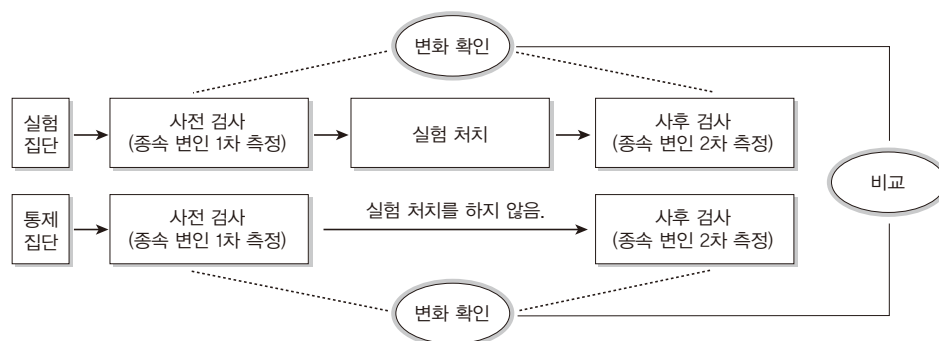 변화 확인
실험
집단
사전 검사
(종속 변인 1차 측정)
실험 처치
사후 검사
(종속 변인 2차 측정)
비교
통제
집단
사전 검사
(종속 변인 1차 측정)
실험 처치를 하지 않음.
사후 검사
(종속 변인 2차 측정)
변화 확인